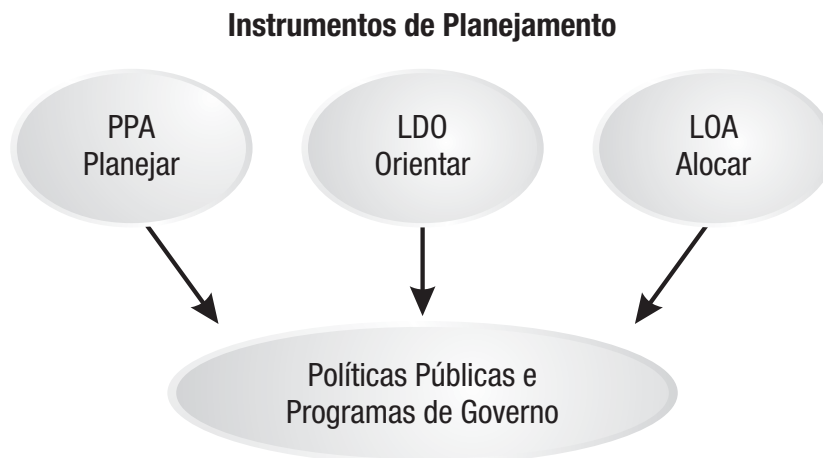 Instrumentos de Planejamento
PPA
Planejar
LDO
Orientar
LOA
Alocar
Políticas Públicas e
Programas de Governo